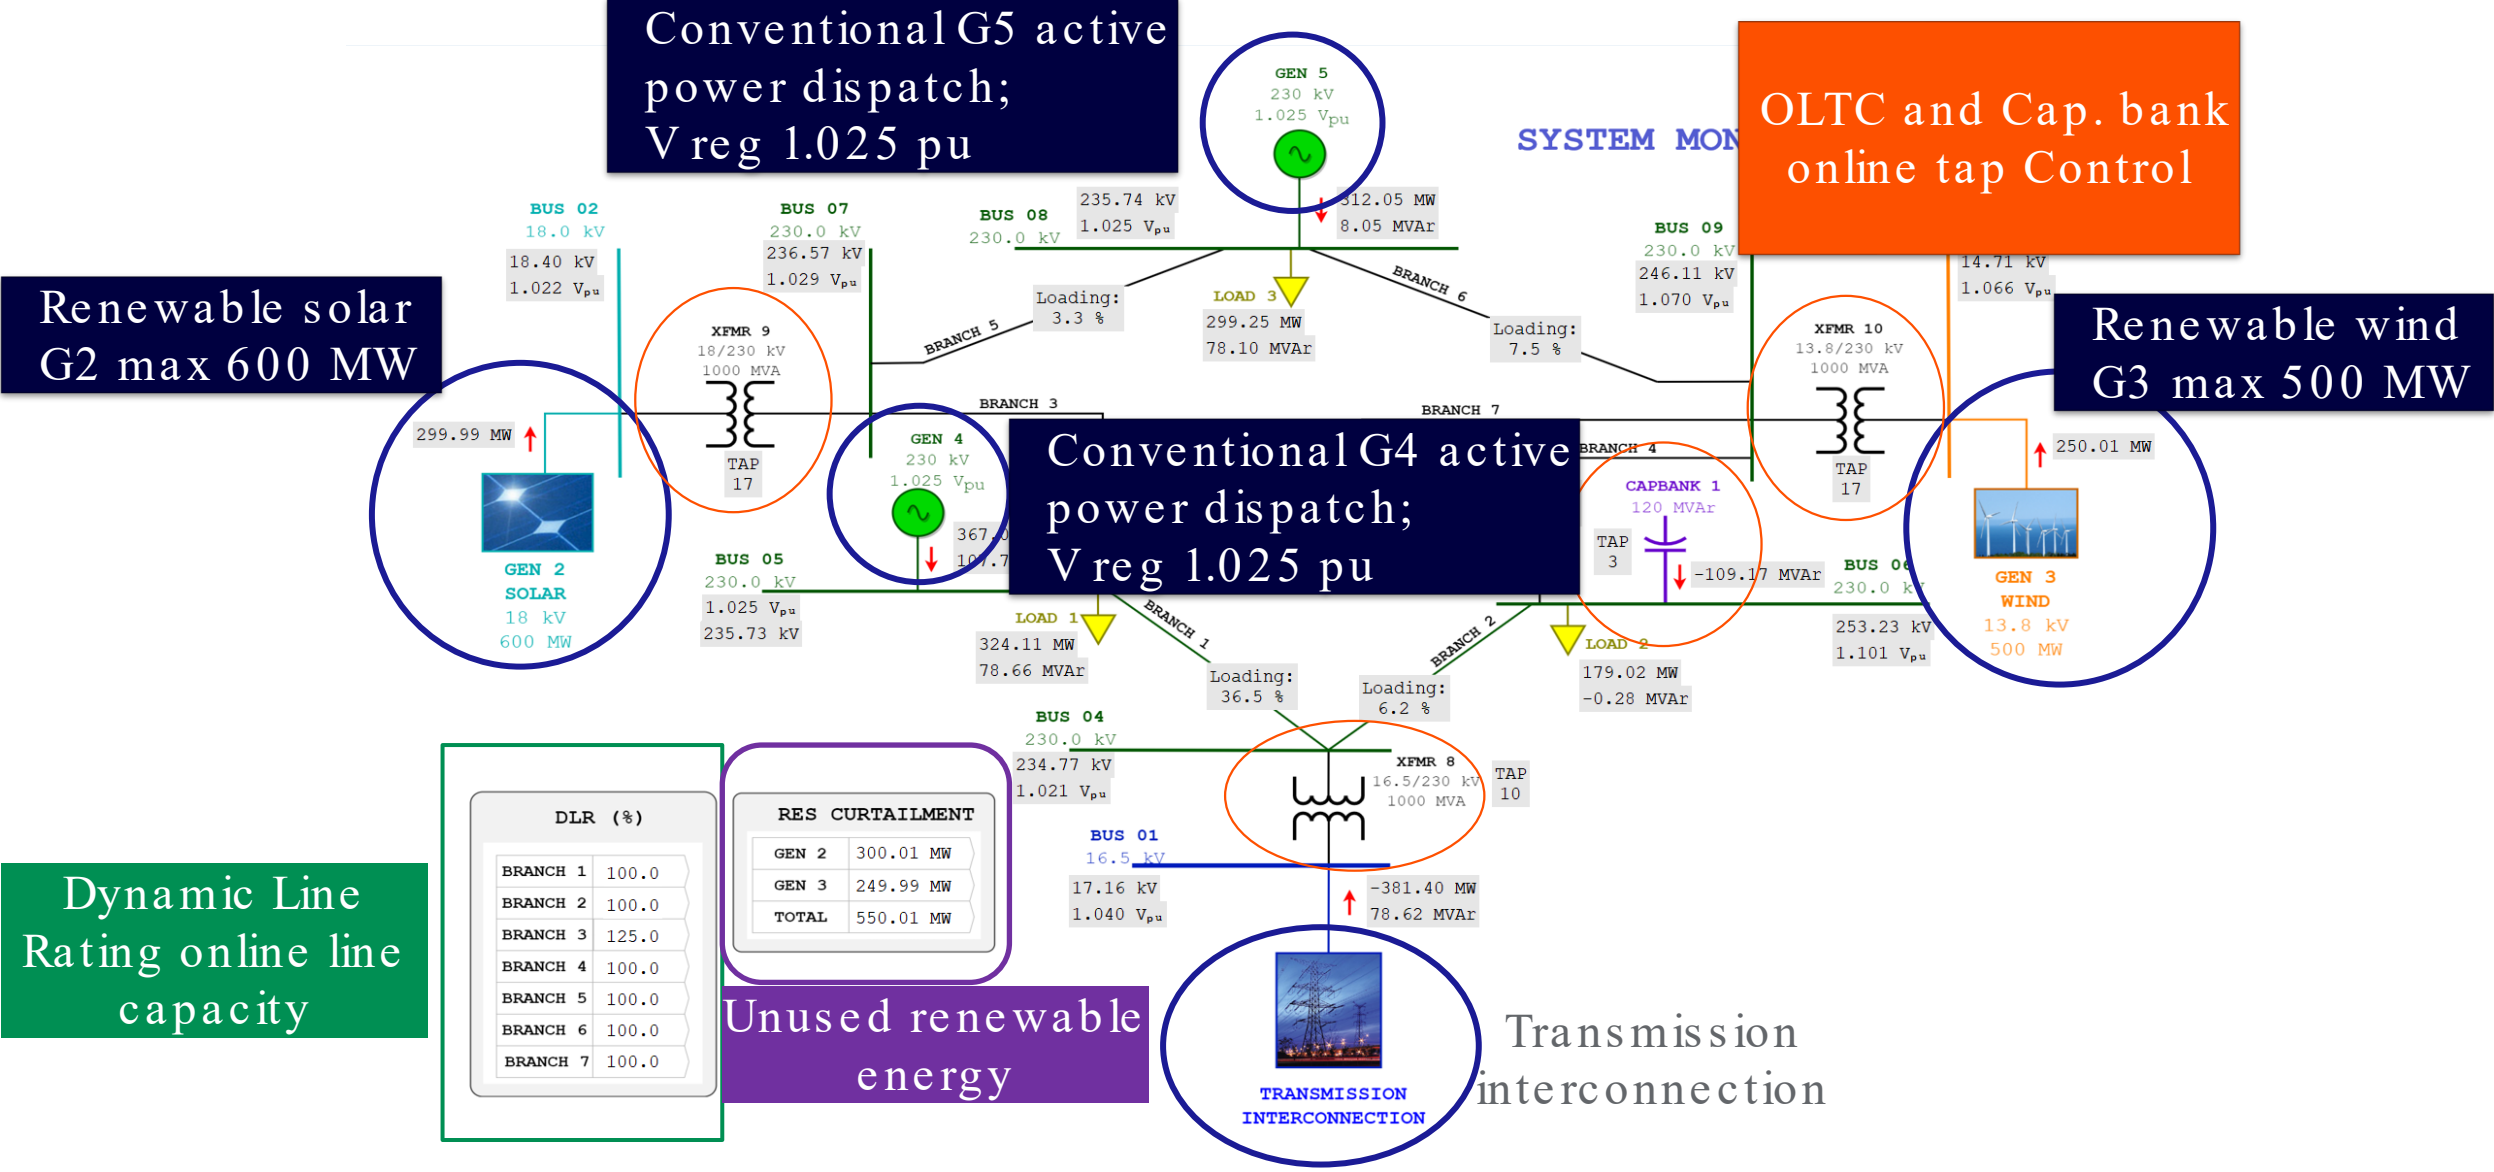 Conventional G5 active
power dispatch;
V reg 1.025 pu
GEN 5
230 kV
1.025 Vpu
312.05 MW
8.05 MVAr
SYSTEM MON
OLTC and Cap. bank
online tap Control
BUS 02
18.0 kV
18.40 kV
1.022 Vpu
BUS 07
230.0 kV
236.57 kV
1.029 Vpu
BUS 08
230.0 kV
235.74 kV
1.025 Vpu
BUS 09
230.0 kV
246.11 kV
1.070 Vpu
14.71 kV
1.066 Vpu
Renewable solar
G2 max 600 MW
Renewable wind
G3 max 500 MW
XFMR 9
18/230 kV
1000 MVA
TAP
17
BRANCH 5
Loading:
3.3 %
LOAD 3
299.25 MW
78.10 MVAr
BRANCH 6
Loading:
7.5 %
XFMR 10
13.8/230 kV
1000 MVA
TAP
17
BRANCH 3
BRANCH 7
BRANCH 4
299.99 MW
250.01 MW
GEN 4
230 kV
1.025 Vpu
367.0
107.7
Conventional G4 active
power dispatch;
V reg 1.025 pu
CAPBANK 1
120 MVAr
TAP
3
-109.17 MVAr
GEN 2
SOLAR
18 kV
600 MW
GEN 3
WIND
13.8 kV
500 MW
BUS 05
230.0 kV
1.025 Vpu
235.73 kV
BUS 06
230.0 k
253.23 kV
1.101 Vpu
LOAD 1
324.11 MW
78.66 MVAr
BRANCH 1
Loading:
36.5 %
BRANCH 2
Loading:
6.2 %
LOAD 2
179.02 MW
-0.28 MVAr
BUS 04
230.0 kV
234.77 kV
1.021 Vpu
XFMR 8
16.5/230 kV
1000 MVA
TAP
10
BUS 01
16.5 kV
17.16 kV
1.040 Vpu
-381.40 MW
78.62 MVAr
Dynamic Line
Rating online line
capacity
DLR (%)
BRANCH 1 100.0
BRANCH 2 100.0
BRANCH 3 125.0
BRANCH 4 100.0
BRANCH 5 100.0
BRANCH 6 100.0
BRANCH 7 100.0
RES CURTAILMENT
GEN 2 300.01 MW
GEN 3 249.99 MW
TOTAL 550.01 MW
Unused renewable
energy
TRANSMISSION
INTERCONNECTION
Transmission
interconnection